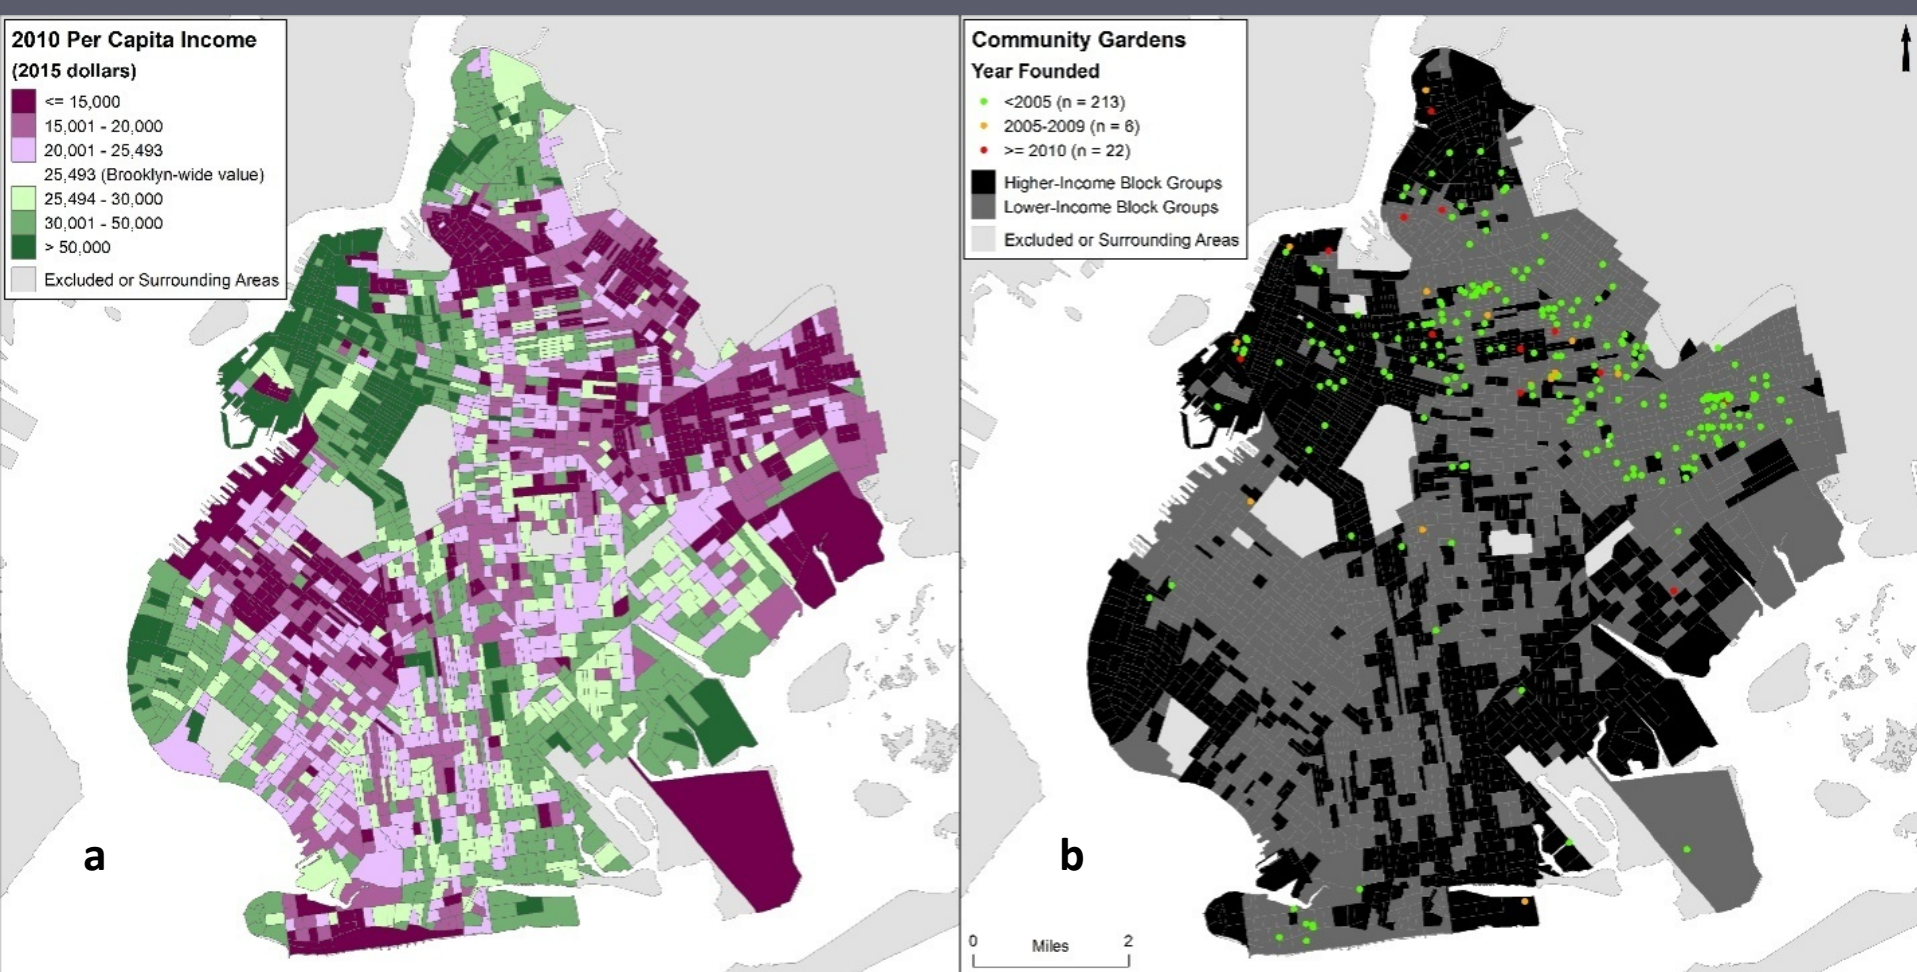 2010 Per Capita Income
(2015 dollars)
<= 15,000
15,001 - 20,000
20,001 - 25,493
25,493 (Brooklyn-wide value)
25,494 - 30,000
30,001 - 50,000
> 50,000
Excluded or Surrounding Areas
a
Community Gardens
Year Founded
<2005 (n = 213)
2005-2009 (n = 6)
>= 2010 (n = 22)
Higher-Income Block Groups
Lower-Income Block Groups
Excluded or Surrounding Areas
b
0 Miles 2